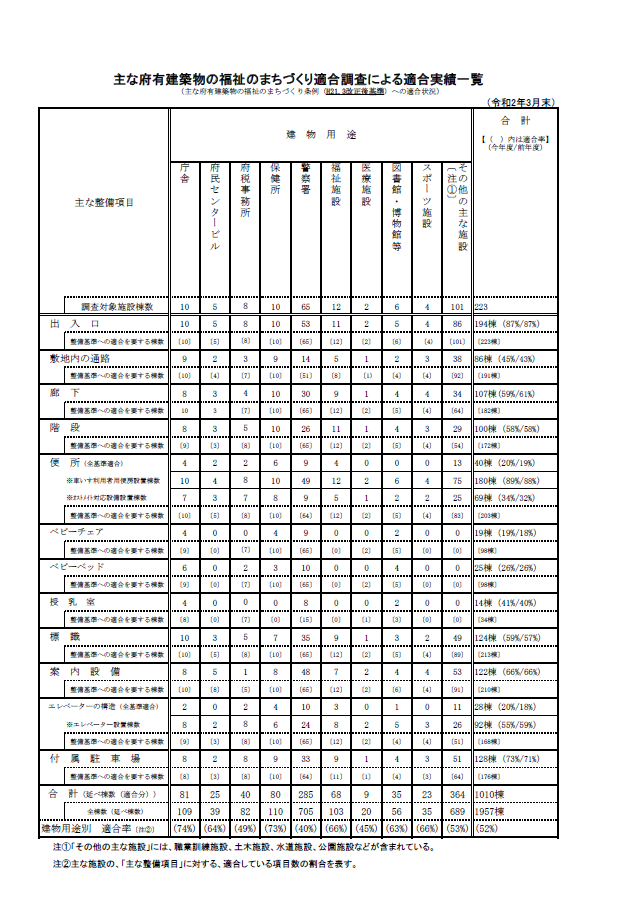 主な府有建築物の福祉のまちづくり適合調査による適合実績一覧
（主な府有建築物の福祉のまちづくり条例（H21.3改正後基準）への適合状況）
（令和2年3月末）
主な整備項目 建物用途 合計
【（　）内は適合率】
（今年度/前年度）
庁舎 府民センタービル 府税事務所 保健所 警察署 福祉施設 医療施設 図書館・博物館等 スポーツ施設 その他の主な施設〔注①〕
調査対象施設棟数 10 5 8 10 65 12 2 6 4 101 223
出入口 10 5 8 10 53 11 2 5 4 86 194棟（87%/87%）
整備基準への適合を要する棟数 [10] [5] [8] [10] [65] [12] [2] [6] [4] [101] [223棟]
敷地内の通路 9 2 3 9 14 5 1 2 3 38 86棟（45%/43%）
整備基準への適合を要する棟数 [10] [4] [7] [10] [51] [8] [1] [4] [4] [92] [191棟]
廊下 8 3 4 10 30 9 1 4 4 34 107棟（59%/61%）
整備基準への適合を要する棟数 10 3 [7] [10] [65] [12] [2] [5] [4] [64] [182棟]
階段 8 3 5 10 26 11 1 4 3 29 100棟（58%/58%）
整備基準への適合を要する棟数 [9] [3] [8] [10] [65] [12] [2] [5] [4] [54] [172棟]
便所（全基準適合） 4 2 2 6 9 4 0 0 0 13 40棟（20%/19%）
※車いす利用者用便房設置棟数 10 4 8 10 49 12 2 6 4 75 180棟（89%/88%）
※ｵｽﾄﾒｲﾄ対応設備設置棟数 7 3 7 8 9 5 1 2 2 25 69棟（34%/32%）
整備基準への適合を要する棟数 [10] [5] [8] [10] [64] [12] [2] [5] [4] [83] [203棟]
ベビーチェア 4 0 0 4 9 0 0 2 0 0 19棟（19%/18%）
整備基準への適合を要する棟数 [9] [0] [7] [10] [65] [0] [2] [5] [0] [0] [98棟]
ベビーベッド 6 0 2 3 10 0 0 4 0 0 25棟（26%/26%）
整備基準への適合を要する棟数 [9] [0] [7] [10] [65] [0] [2] [5] [0] [0] [98棟]
授乳室 4 0 0 0 8 0 0 2 0 0 14棟（41%/40%）
整備基準への適合を要する棟数 [8] [0] [7] [0] [15] [0] [1] [3] [0] [0] [34棟]
標識 10 3 5 7 35 9 1 3 2 49 124棟（59%/57%）
整備基準への適合を要する棟数 [10] [5] [8] [10] [65] [12] [2] [5] [4] [89] [213棟]
案内設備 8 5 1 8 48 7 2 4 4 53 122棟（66%/66%）
整備基準への適合を要する棟数 [10] [8] [5] [10] [65] [12] [2] [6] [4] [91] [210棟]
エレベーターの構造（全基準適合） 2 0 2 4 10 3 0 1 0 11 28棟（20%/18%）
※エレベーター設置棟数 8 2 8 6 24 8 2 5 3 26 92棟（55%/59%）
整備基準への適合を要する棟数 [9] [3] [8] [10] [65] [12] [2] [4] [4] [51] [168棟]
付属駐車場 8 2 8 9 33 9 1 4 3 51 128棟（73%/71%）
整備基準への適合を要する棟数 [8] [3] [8] [10] [64] [11] [1] [4] [3] [64] [176棟]
合計（延べ棟数（適合分）） 81 25 40 80 285 68 9 35 23 364 1010棟
全棟数（延べ棟数） 109 39 82 110 705 103 20 56 35 689 1957棟
建物用途別　適合率（注②） (74%) (64%) (49%) (73%) (40%) (66%) (45%) (63%) (66%) (53%) (52%)
注①「その他の主な施設」には、職業訓練施設、土木施設、水道施設、公園施設などが含まれている。
注②主な施設の、「主な整備項目」に対する、適合している項目数の割合を表す。